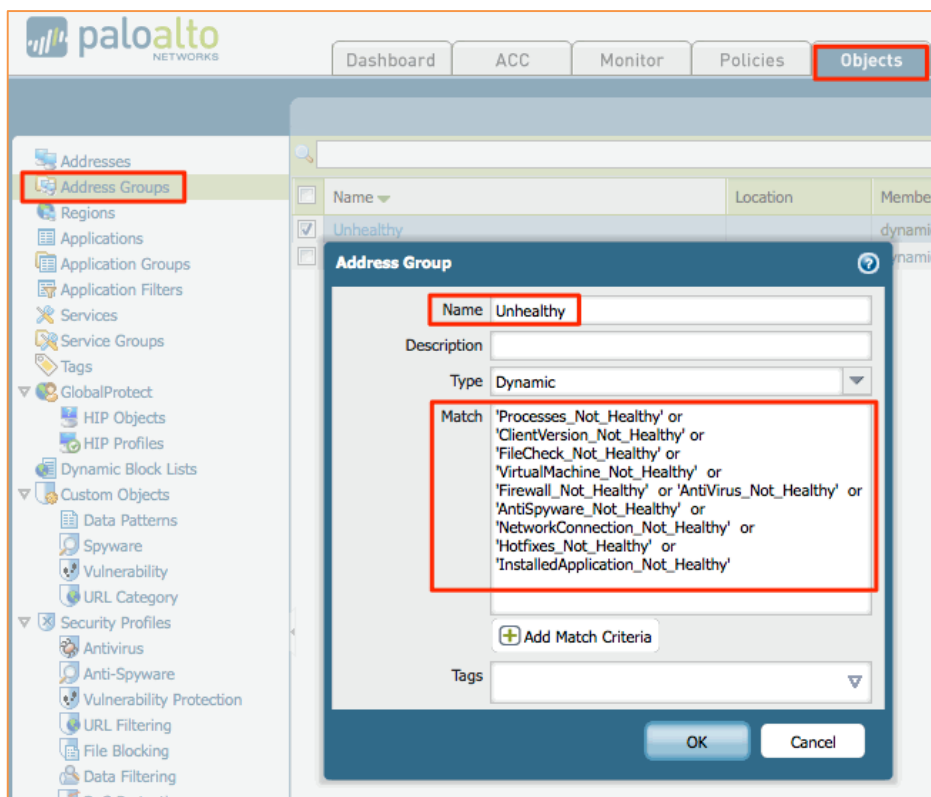 paloalto
NETWORKS
Dashboard
ACC
Monitor
Policies
Objects
Addresses
Address Groups
Regions
Applications
Application Groups
Application Filters
Services
Service Groups
Tags
GlobalProtect
HIP Objects
HIP Profiles
Dynamic Block Lists
Custom Objects
Data Patterns
Spyware
Vulnerability
URL Category
Security Profiles
Antivirus
Anti-Spyware
Vulnerability Protection
URL Filtering
File Blocking
Data Filtering
Name
Location
Membe
Unhealthy
dynami
ynami
Address Group
Name Unhealthy
Description
Type Dynamic
Match 'Processes_Not_Healthy' or
'ClientVersion_Not_Healthy' or
'FileCheck_Not_Healthy' or
'VirtualMachine_Not_Healthy' or
'Firewall_Not_Healthy' or 'AntiVirus_Not_Healthy' or
'AntiSpyware_Not_Healthy' or
'NetworkConnection_Not_Healthy' or
'Hotfixes_Not_Healthy' or
'InstalledApplication_Not_Healthy'
Add Match Criteria
Tags
OK
Cancel